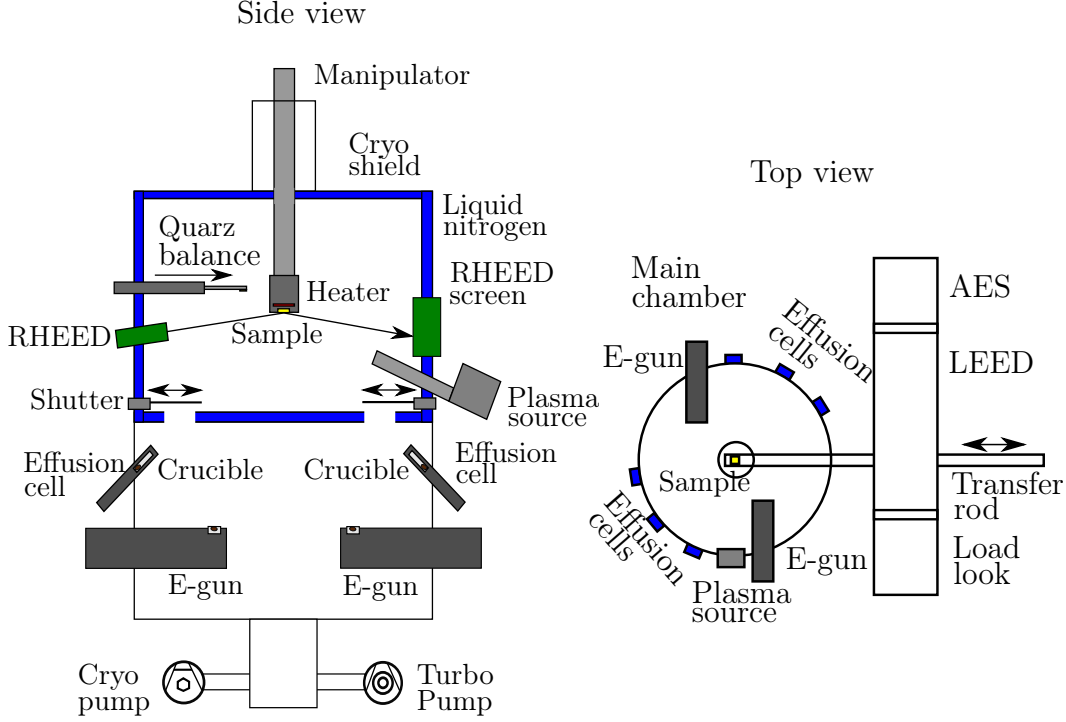 Side view
Manipulator
Cryo
shield
Liquid
nitrogen
Quarz
balance
RHEED
screen
Heater
RHEED
Sample
Shutter
Plasma
source
Effusion
cell
Crucible
Crucible
Effusion
cell
E-gun
E-gun
Cryo
pump
Turbo
Pump
Top view
Main
chamber
AES
Effusion
cells
E-gun
LEED
Sample
Transfer
rod
Effusion
cells
E-gun
Load
look
Plasma
source